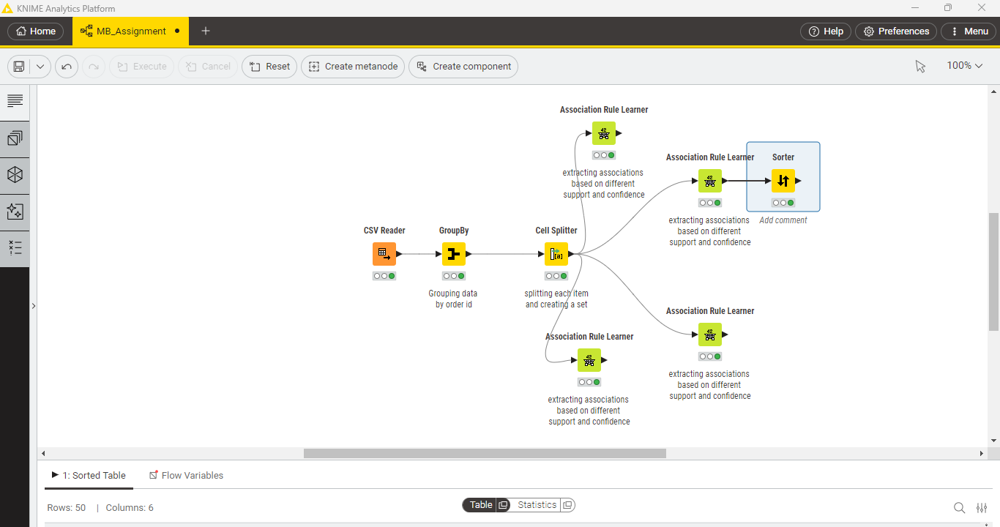 KNIME Analytics Platform
Home
MB_Assignment
Help
Preferences
Menu
Execute
Cancel
Reset
Create metanode
Create component
100%
Association Rule Learner
42
extracting associations
based on different
support and confidence
Association Rule Learner
42
extracting associations
based on different
support and confidence
Sorter
Add comment
CSV Reader
GroupBy
Grouping data
by order id
Cell Splitter
[a]
splitting each item
and creating a set
Association Rule Learner
42
extracting associations
based on different
support and confidence
Association Rule Learner
42
extracting associations
based on different
support and confidence
1: Sorted Table
Flow Variables
Rows: 50 | Columns: 6
Table
Statistics